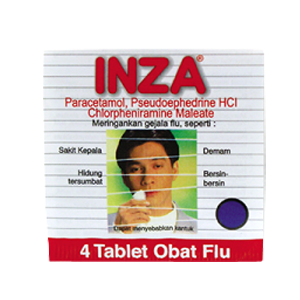 INZA®
Paracetamol, Pseudoephedrine HCl
Chlorpheniramine Maleate
Meringankan gejala flu, seperti :
Sakit Kepala
Demam
Hidung
tersumbat
Bersin-
bersin
Dapat menyebabkan kantuk
4 Tablet Obat Flu